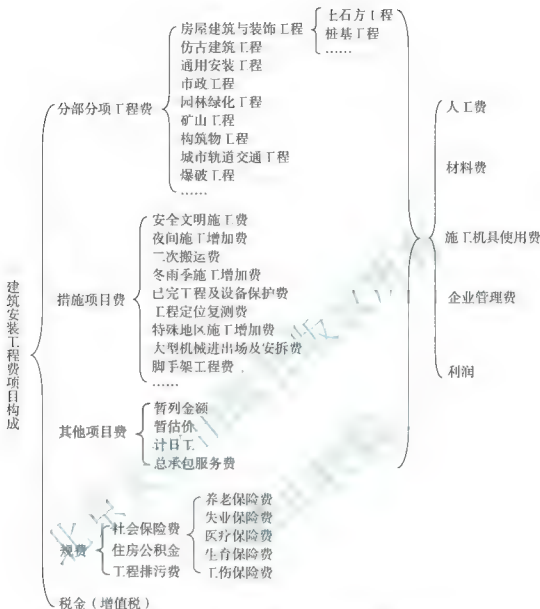 建筑安装工程费项目构成
分部分项工程费
房屋建筑与装饰工程
土石方工程
桩基工程
……
仿古建筑工程
通用安装工程
市政工程
园林绿化工程
矿山工程
构筑物工程
城市轨道交通工程
爆破工程
……
措施项目费
安全文明施工费
夜间施工增加费
二次搬运费
冬雨季施工增加费
已完工程及设备保护费
工程定位复测费
特殊地区施工增加费
大型机械进出场及安拆费
脚手架工程费
……
其他项目费
暂列金额
暂估价
计日工
总承包服务费
人工费
材料费
施工机具使用费
企业管理费
利润
规费
社会保险费
养老保险费
失业保险费
医疗保险费
生育保险费
工伤保险费
住房公积金
工程排污费
税金(增值税)